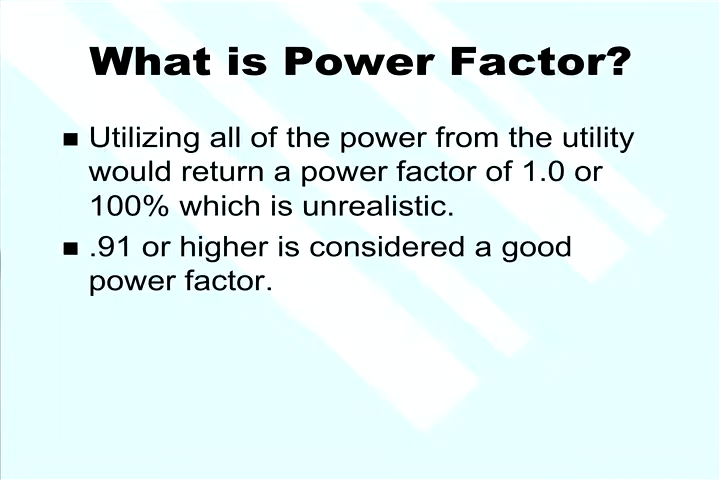 What is Power Factor?
Utilizing all of the power from the utility
would return a power factor of 1.0 or
100% which is unrealistic.
.91 or higher is considered a good
power factor.